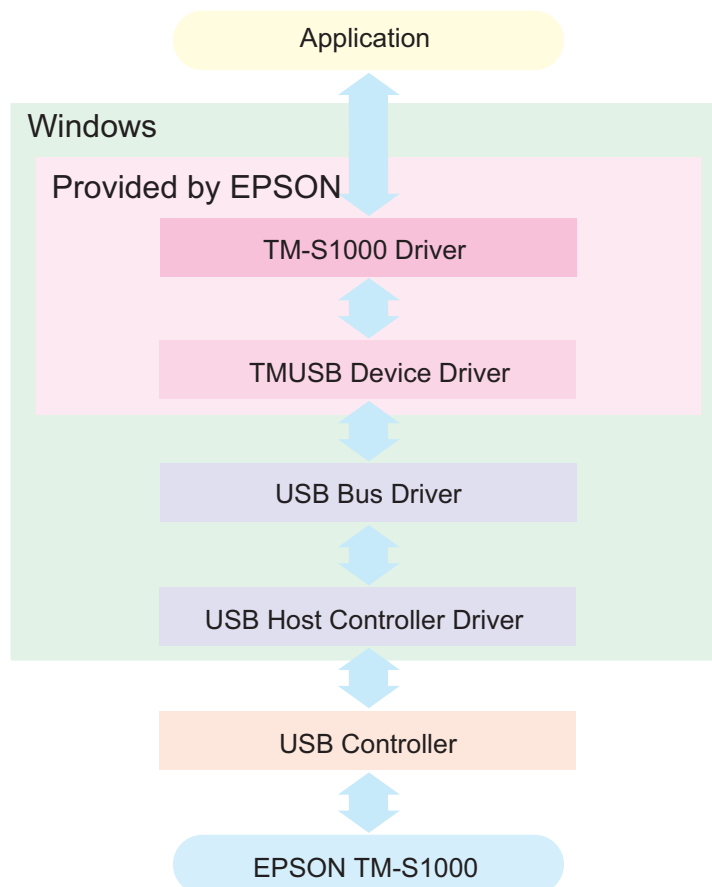 Application
Windows
Provided by EPSON
TM-S1000 Driver
TMUSB Device Driver
USB Bus Driver
USB Host Controller Driver
USB Controller
EPSON TM-S1000